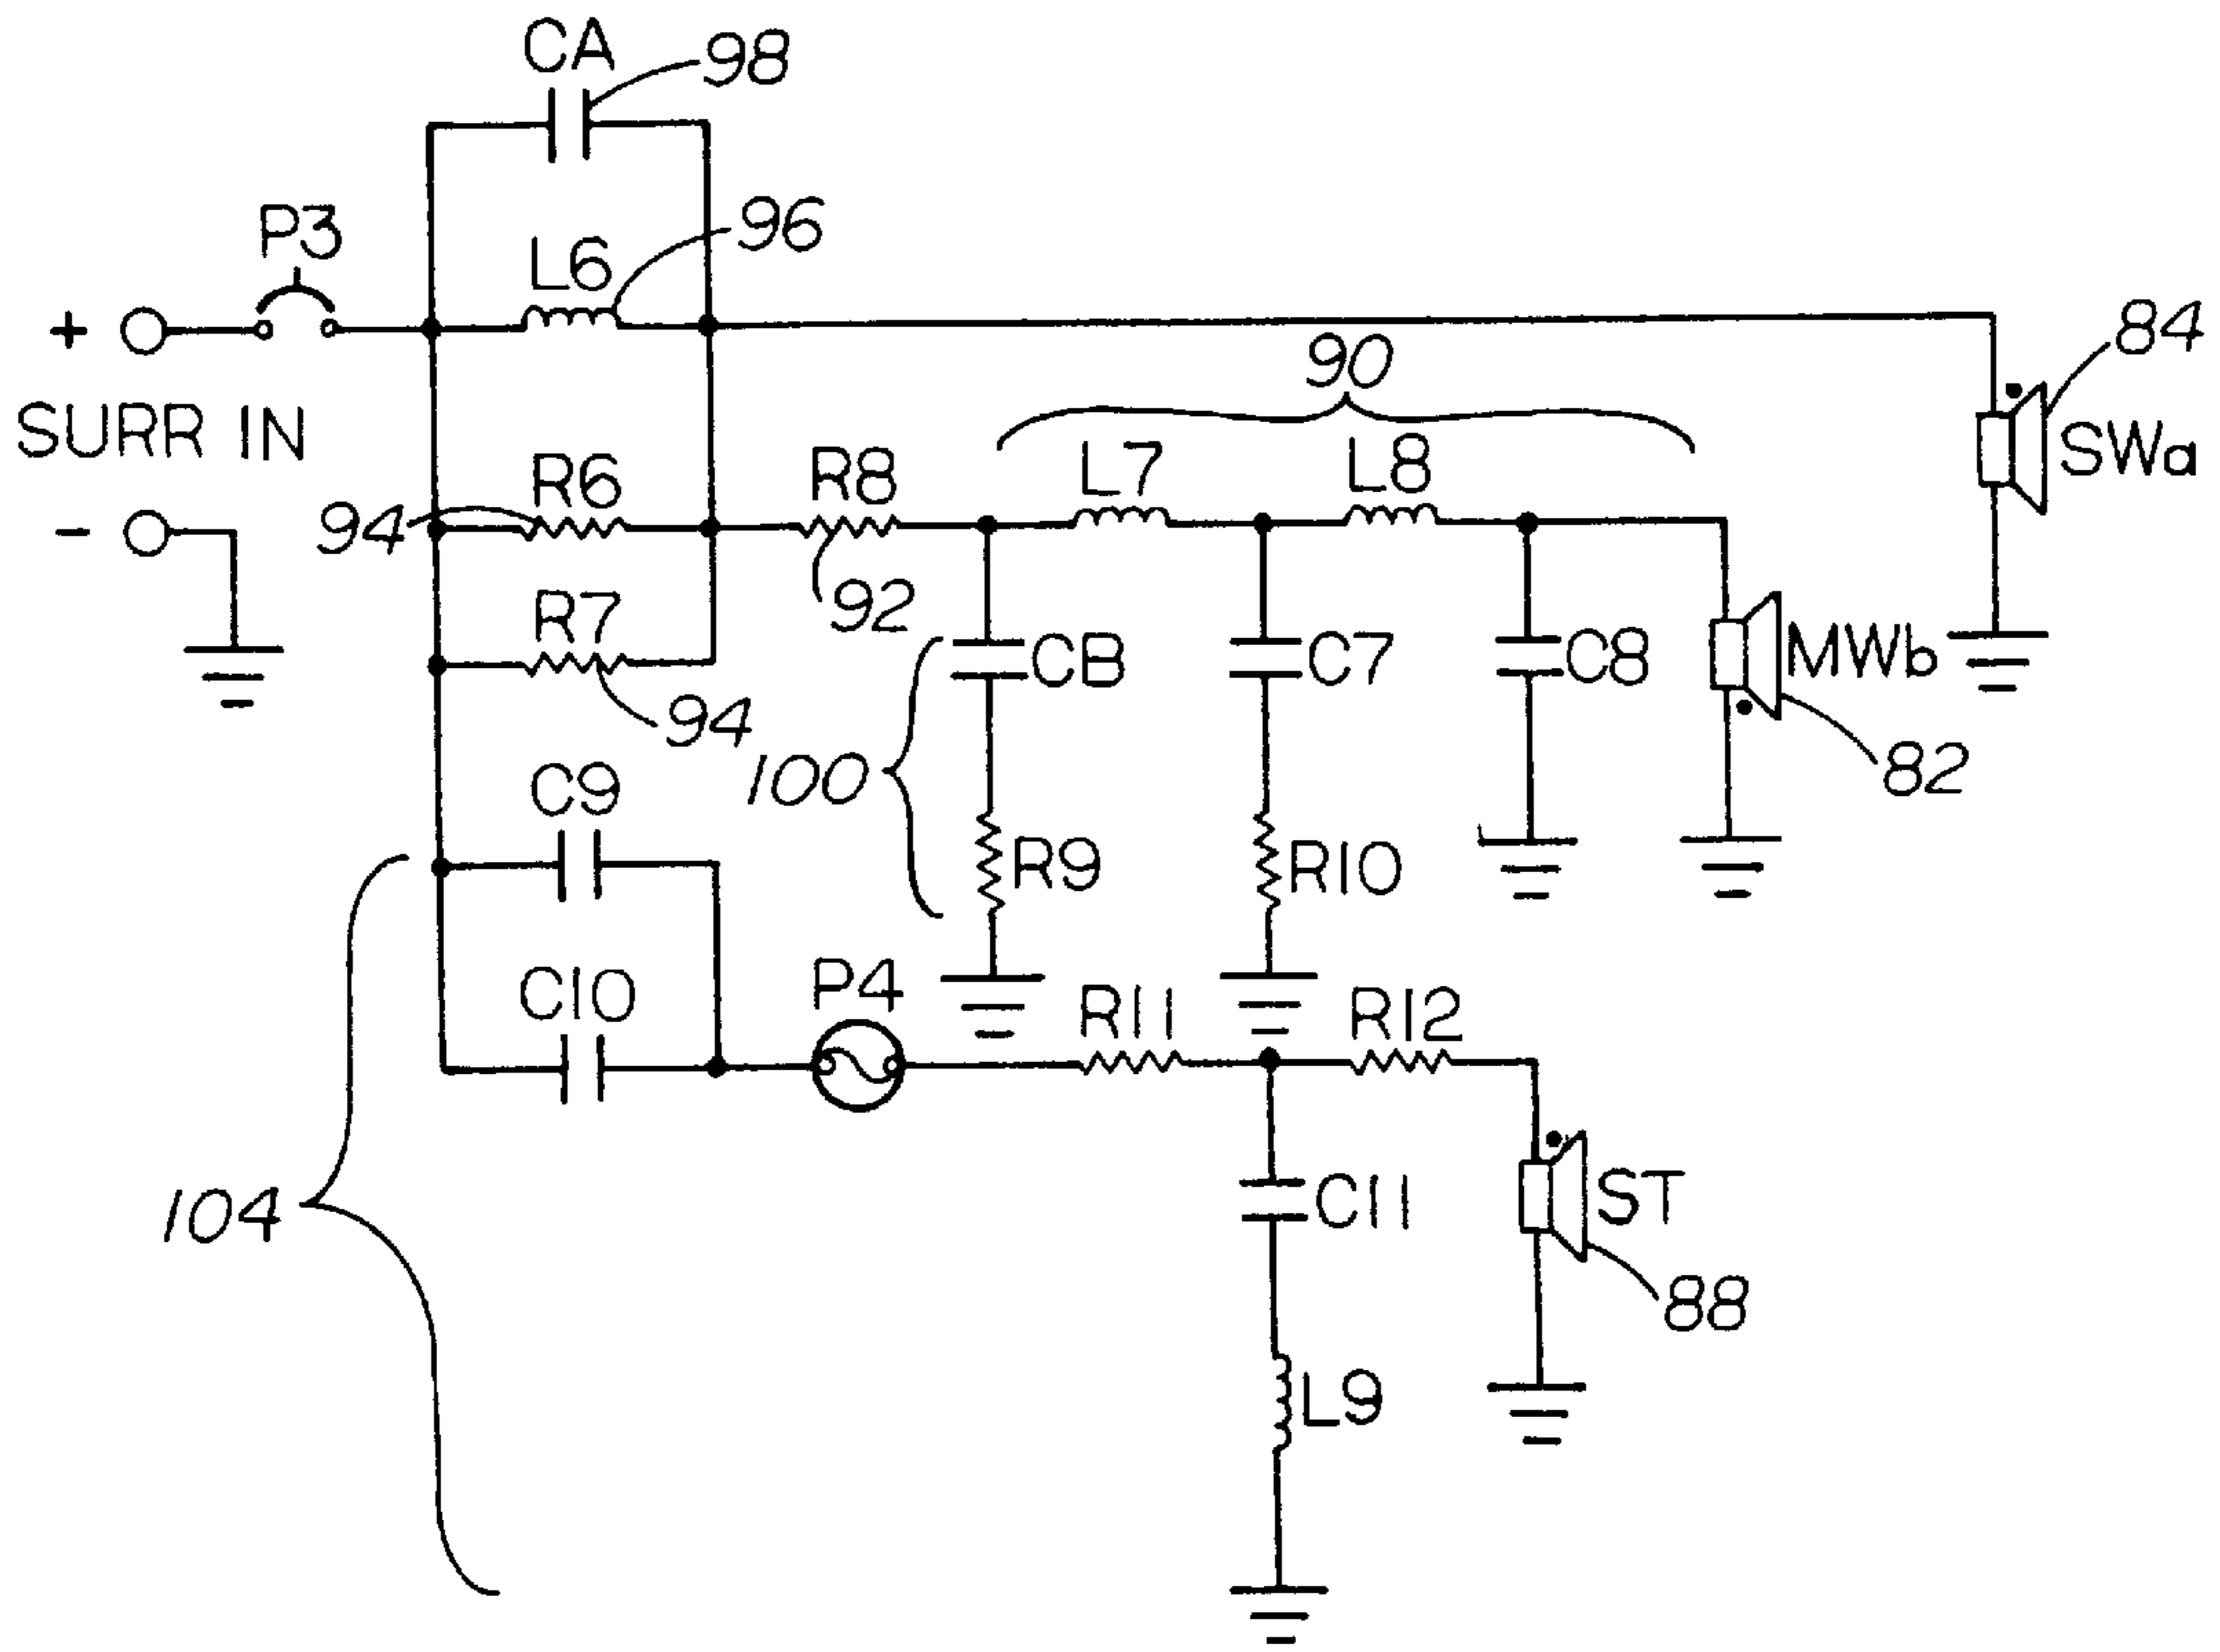 CA
98
P3
L6
96
+
SURR IN
90
84
SWa
R6
R8
L7
L8
94
-
92
R7
CB
C7
C8
MWb
94
100
82
C9
R9
R10
C10
P4
R11
R12
104
C11
ST
88
L9